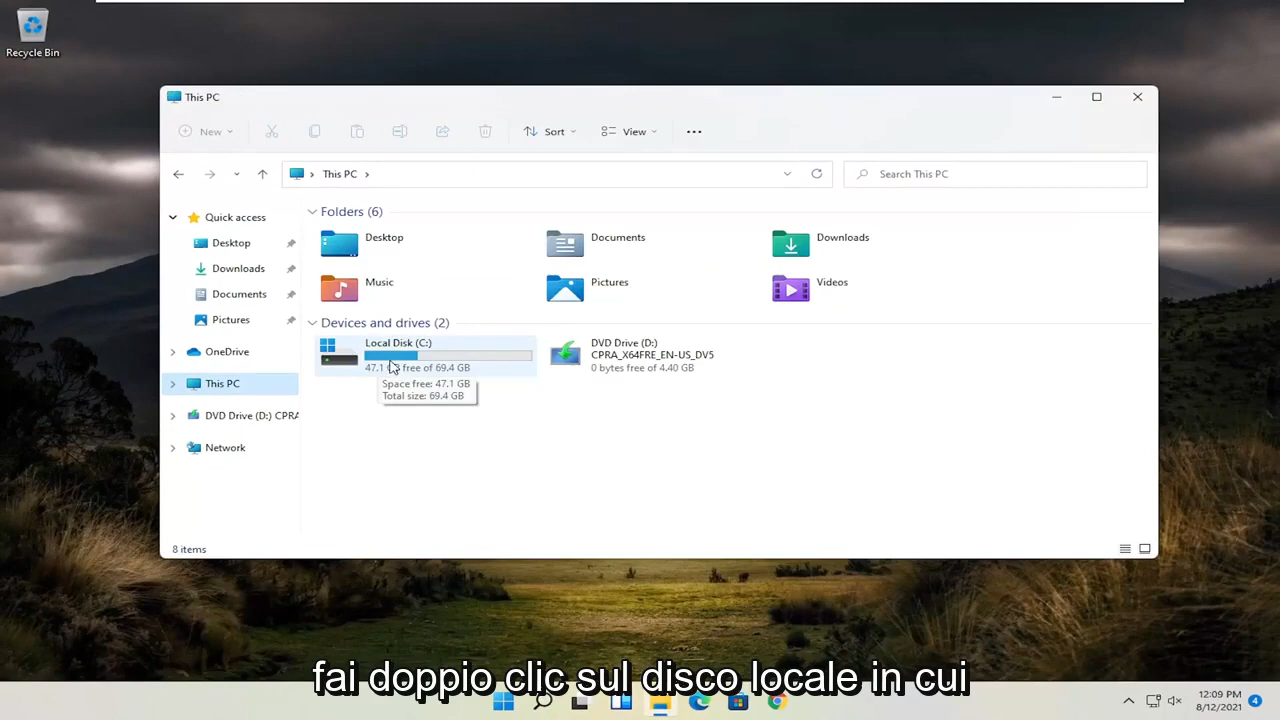 Recycle Bin
This PC
New
Sort
View
This PC
Search This PC
Quick access
Desktop
Downloads
Documents
Pictures
OneDrive
This PC
DVD Drive (D:) CPRA
Network
Folders (6)
Desktop
Documents
Downloads
Music
Pictures
Videos
Devices and drives (2)
Local Disk (C:)
47.1 free of 69.4 GB
Space free: 47.1 GB
Total size: 69.4 GB
DVD Drive (D:)
CPRA_X64FRE_EN-US_DV5
0 bytes free of 4.40 GB
8 items
fai doppio clic sul disco locale in cui
12:09 PM
8/12/2021
4